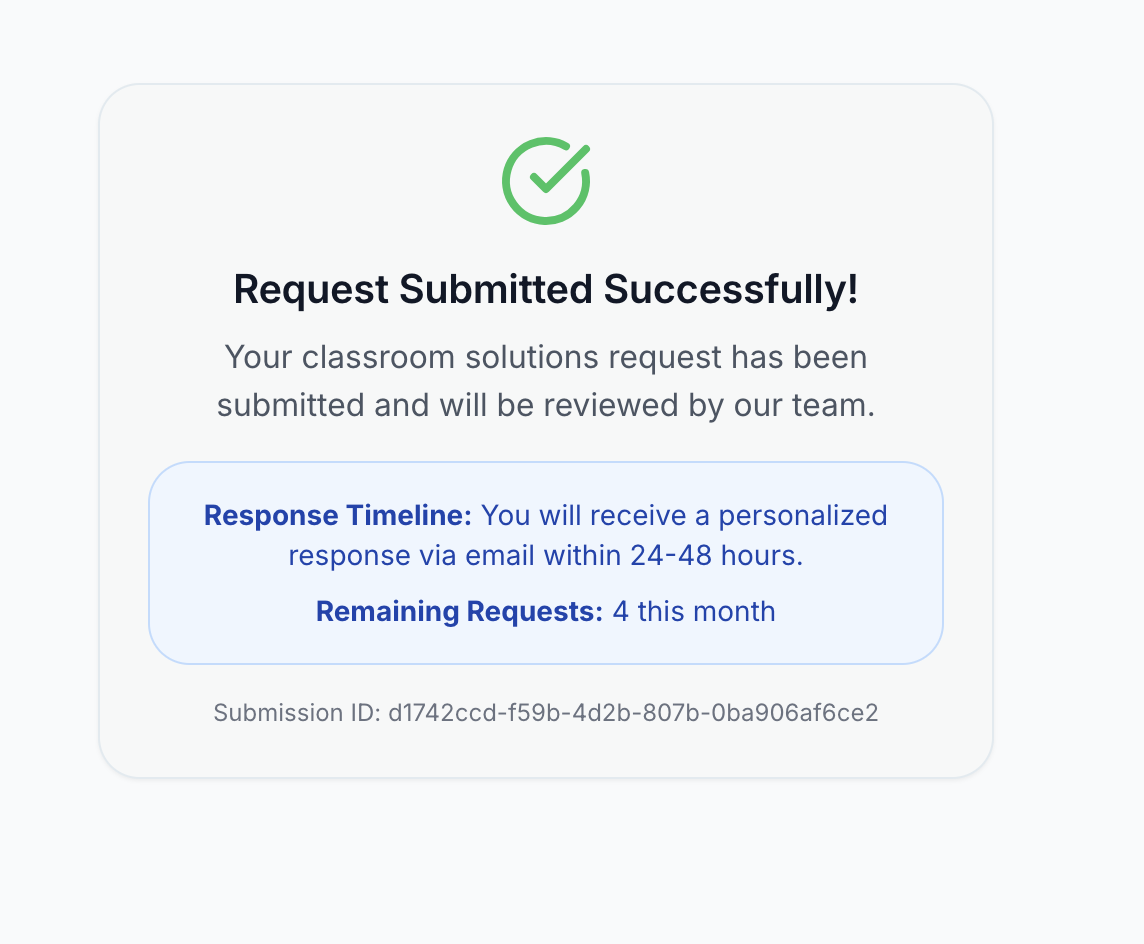 Request Submitted Successfully!
Your classroom solutions request has been
submitted and will be reviewed by our team.
Response Timeline: You will receive a personalized
response via email within 24-48 hours.
Remaining Requests: 4 this month
Submission ID: d1742ccd-f59b-4d2b-807b-0ba906af6ce2